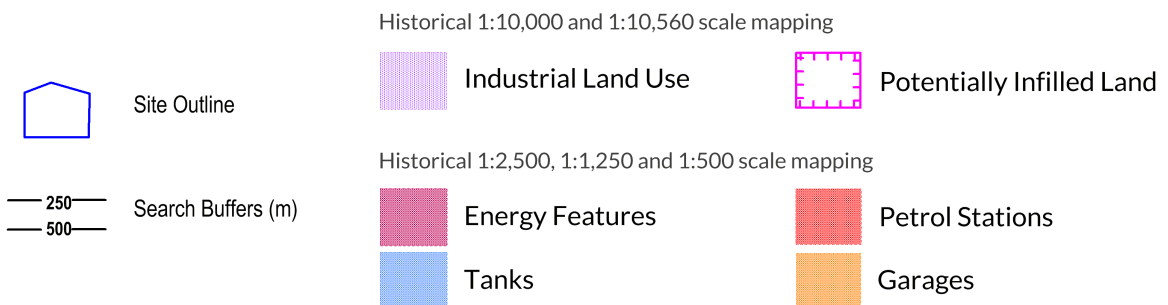 Historical 1:10,000 and 1:10,560 scale mapping
Industrial Land Use
Potentially Infilled Land
Site Outline
Historical 1:2,500, 1:1,250 and 1:500 scale mapping
250
500
Search Buffers (m)
Energy Features
Petrol Stations
Tanks
Garages